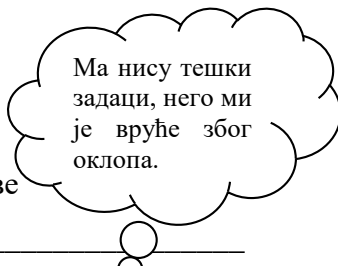 Ма нису тешки
задаци, него ми
је вруће због
оклопа.